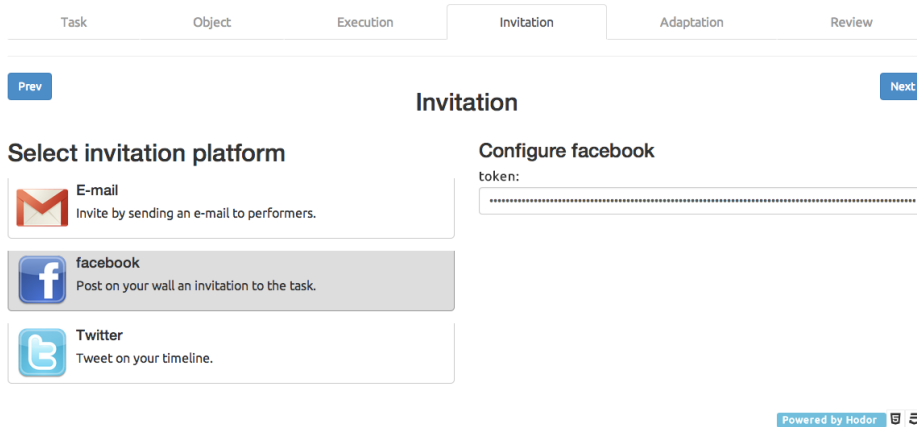 Task Object Execution Invitation Adaptation Review
Prev
Next
Invitation
Select invitation platform
E-mail
Invite by sending an e-mail to performers.
facebook
Post on your wall an invitation to the task.
Twitter
Tweet on your timeline.
Configure facebook
token:
Powered by Hodor